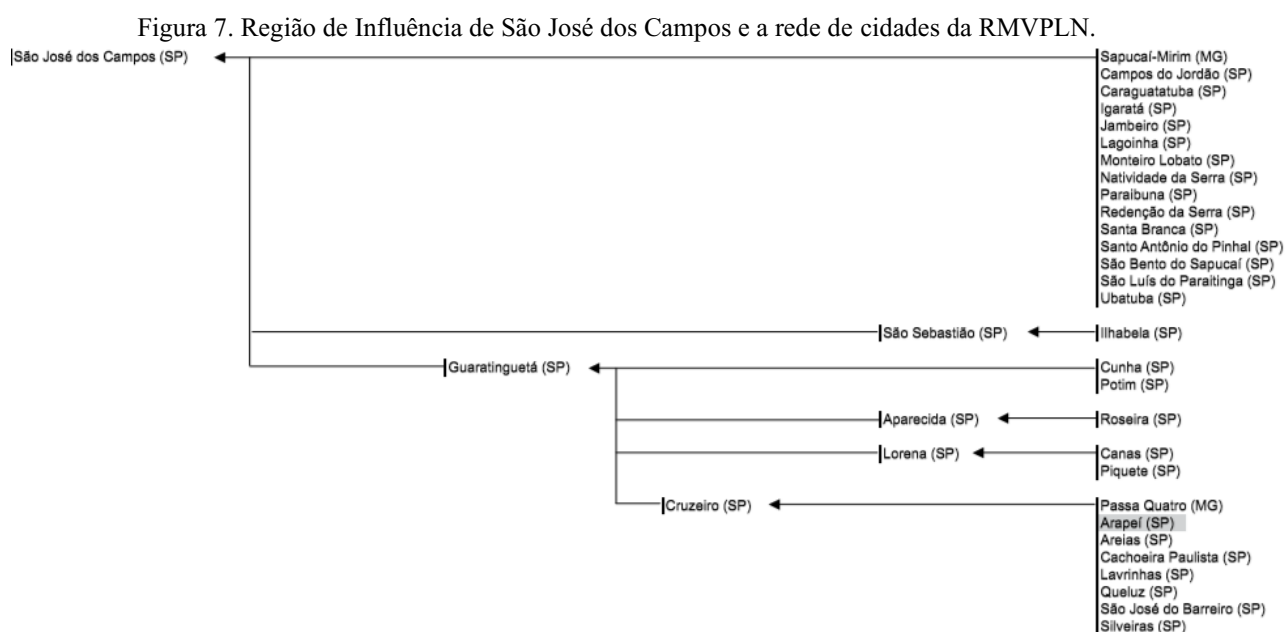 Figura 7. Região de Influência de São José dos Campos e a rede de cidades da RMVPLN.
São José dos Campos (SP)
Sapucaí-Mirim (MG)
Campos do Jordão (SP)
Caraguatatuba (SP)
Igaratá (SP)
Jambeiro (SP)
Lagoinha (SP)
Monteiro Lobato (SP)
Natividade da Serra (SP)
Paraibuna (SP)
Redenção da Serra (SP)
Santa Branca (SP)
Santo Antônio do Pinhal (SP)
São Bento do Sapucaí (SP)
São Luís do Paraitinga (SP)
Ubatuba (SP)
São Sebastião (SP)
Ilhabela (SP)
Guaratinguetá (SP)
Cunha (SP)
Potim (SP)
Aparecida (SP)
Roseira (SP)
Lorena (SP)
Canas (SP)
Piquete (SP)
Cruzeiro (SP)
Passa Quatro (MG)
Arapeí (SP)
Areias (SP)
Cachoeira Paulista (SP)
Lavrinhas (SP)
Queluz (SP)
São José do Barreiro (SP)
Silveiras (SP)